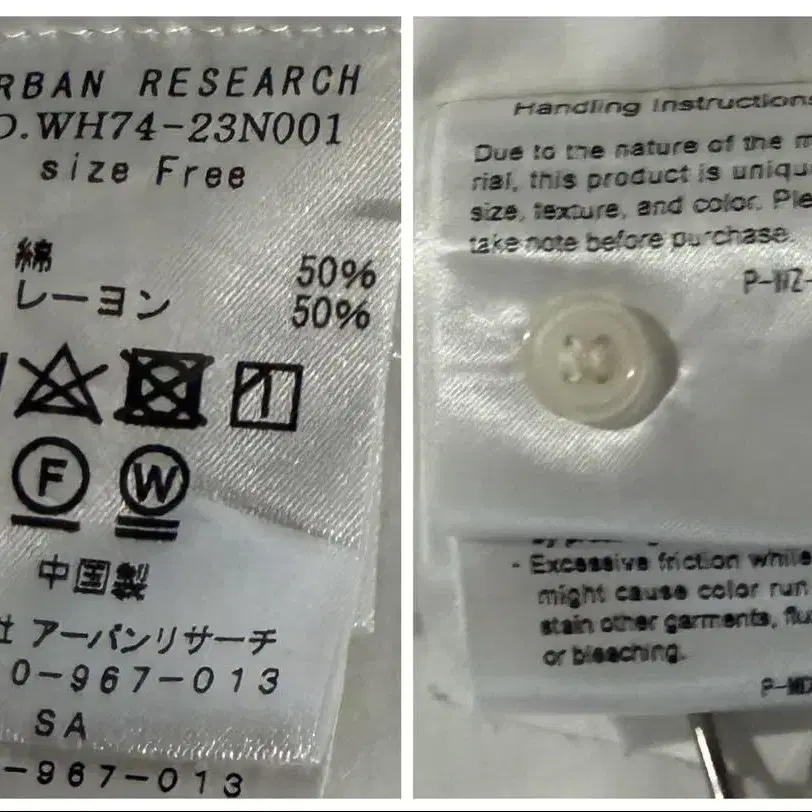 RBAN RESEARCH
O.WH74-23N001
size Free
綿 50%
レーヨン 50%
F W
中国製
社 アーバンリサーチ
0-967-013
SA
-967-013
Handling Instructions
Due to the nature of the m
rial, this product is uniqu
size, texture, and color. Ple
take note before purchase.
- Excessive friction while
might cause color run
stain other garments, flu
or bleaching.